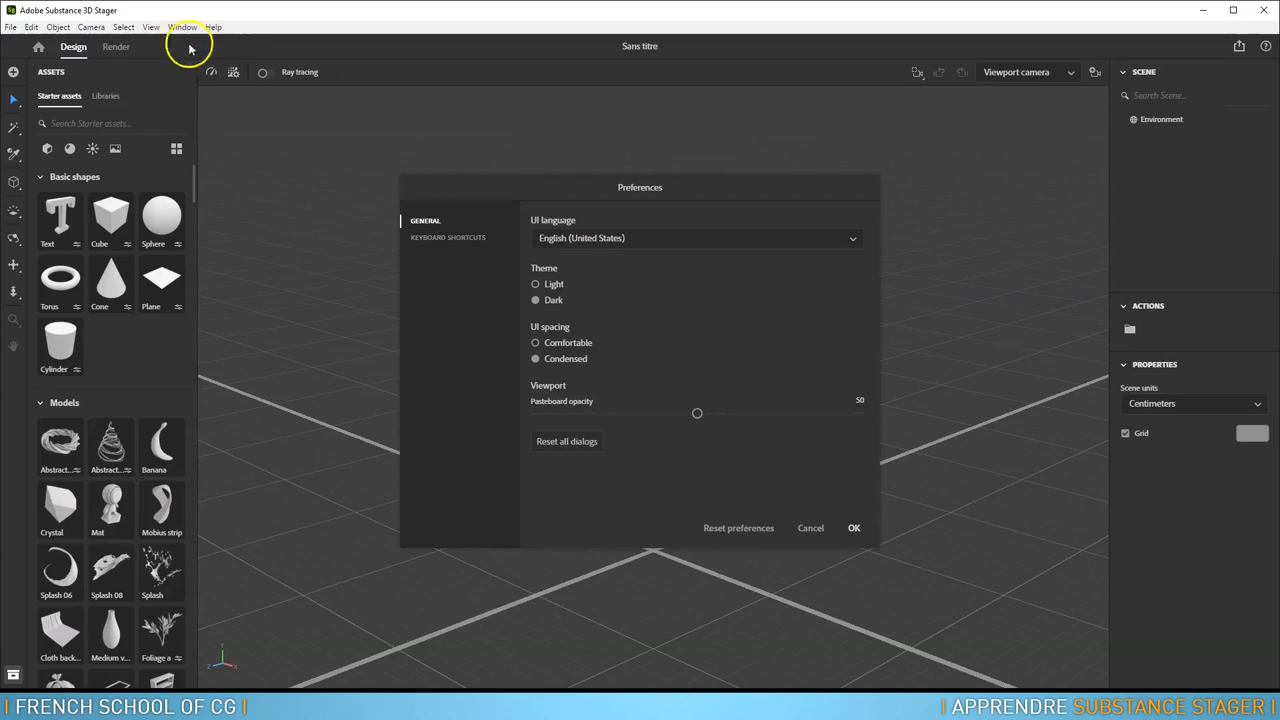 Sg Adobe Substance 3D Stager
File Edit Object Camera Select View Window Help
Design Render
Sans titre
ASSETS
Starter assets Libraries
Search Starter assets...
Basic shapes
Text Cube Sphere
Torus Cone Plane
Cylinder
Models
Abstract... Abstract... Banana
Crystal Mat Mobius strip
Splash 06 Splash 08 Splash
Cloth back... Medium v... Foliage a
Ray tracing
Viewport camera
Preferences
GENERAL
KEYBOARD SHORTCUTS
UI language
English (United States)
Theme
Light
Dark
UI spacing
Comfortable
Condensed
Viewport
Pasteboard opacity 50
Reset all dialogs
Reset preferences Cancel OK
Y
Z X
SCENE
Search Scene...
Environment
ACTIONS
PROPERTIES
Scene units
Centimeters
Grid
| FRENCH SCHOOL OF CG |
| APPRENDRE SUBSTANCE STAGER |